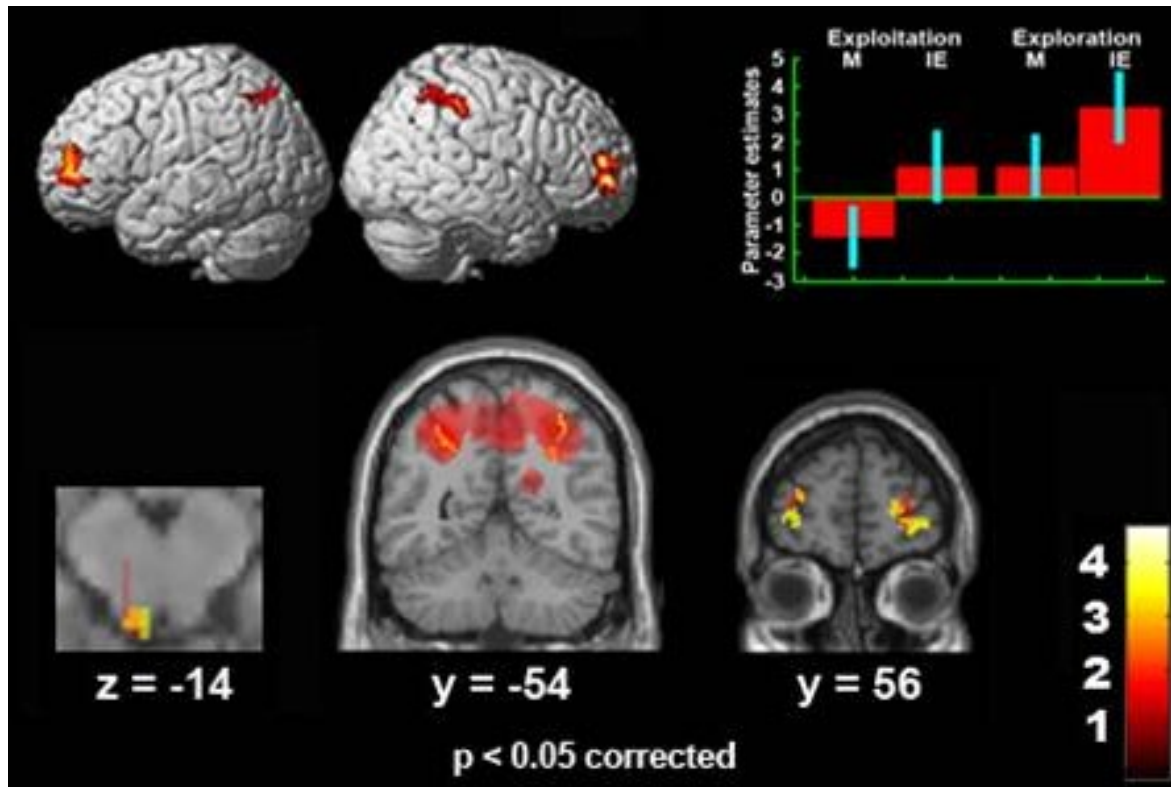 Exploitation Exploration
M IE M IE
Parameter estimates
5
4
3
2
1
0
-1
-2
-3
z = -14
y = -54
y = 56
4
3
2
1
p < 0.05 corrected